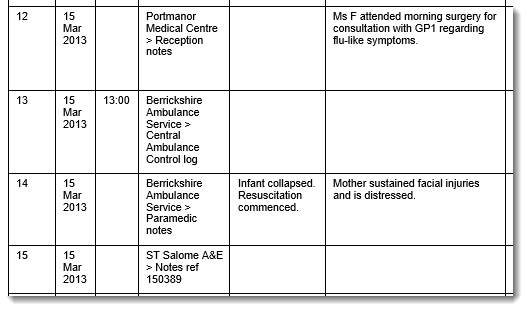 12
15
Mar
2013
Portmanor
Medical Centre
> Reception
notes
Ms F attended morning surgery for
consultation with GP1 regarding
flu-like symptoms.
13
15
Mar
2013
13:00
Berrickshire
Ambulance
Service >
Central
Ambulance
Control log
14
15
Mar
2013
Berrickshire
Ambulance
Service >
Paramedic
notes
Infant collapsed.
Resuscitation
commenced.
Mother sustained facial injuries
and is distressed.
15
15
Mar
2013
ST Salome A&E
> Notes ref
150389